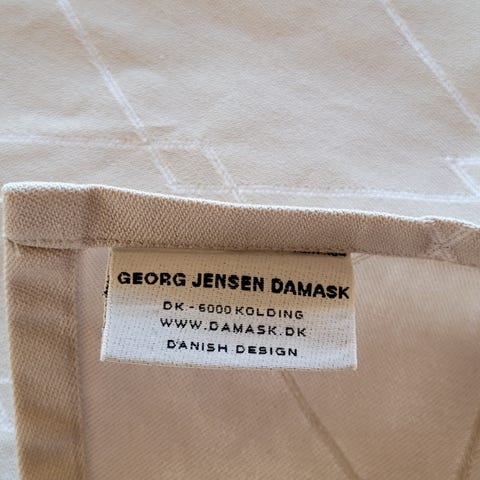 GEORG JENSEN DAMASK
DK - 6000 KOLDING
WWW.DAMASK.DK
DANISH DESIGN